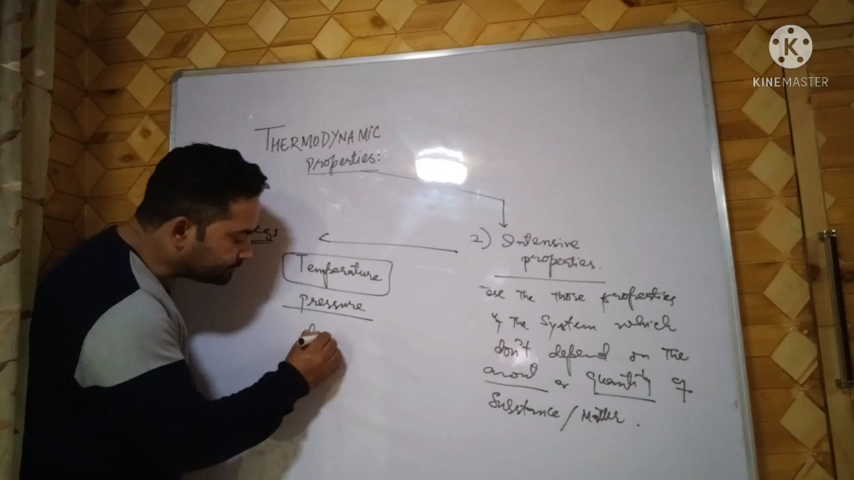 KINEMASTER
THERMODYNAMIC
properties:
2) Intensive
properties.
Temperature
pressure
are the those properties
of the System which
don't depend on the
amout or Quantity of
Substance/Matter.